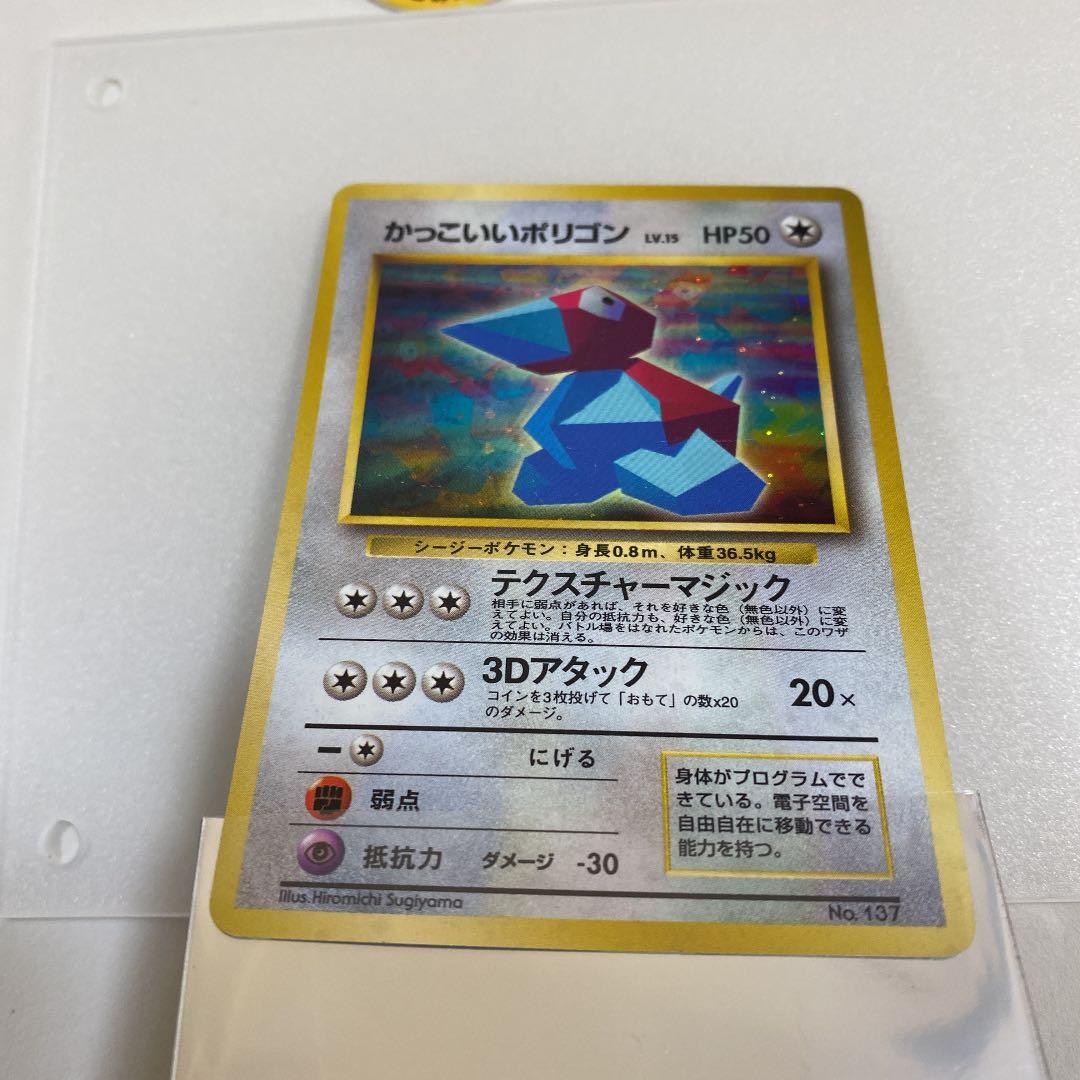 かっこいいポリゴン LV.15 HP50
シージーポケモン：身長0.8m、体重36.5kg
テクスチャーマジック
相手に弱点があれば、それを好きな色（無色以外）に変
えてよい。自分の抵抗力も、好きな色（無色以外）に変
えてよい。バトル場をはなれたポケモンからは、このワザ
の効果は消える。
3Dアタック 20×
コインを3枚投げて「おもて」の数x20
のダメージ。
にげる
弱点
抵抗力 ダメージ -30
身体がプログラムでで
きている。電子空間を
自由自在に移動できる
能力を持つ。
Illus. Hiromichi Sugiyama
No. 137